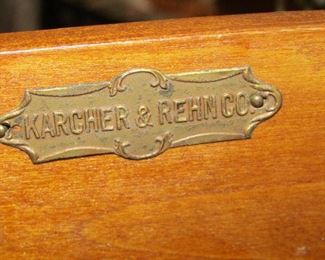 KARCHER & REHN CO.